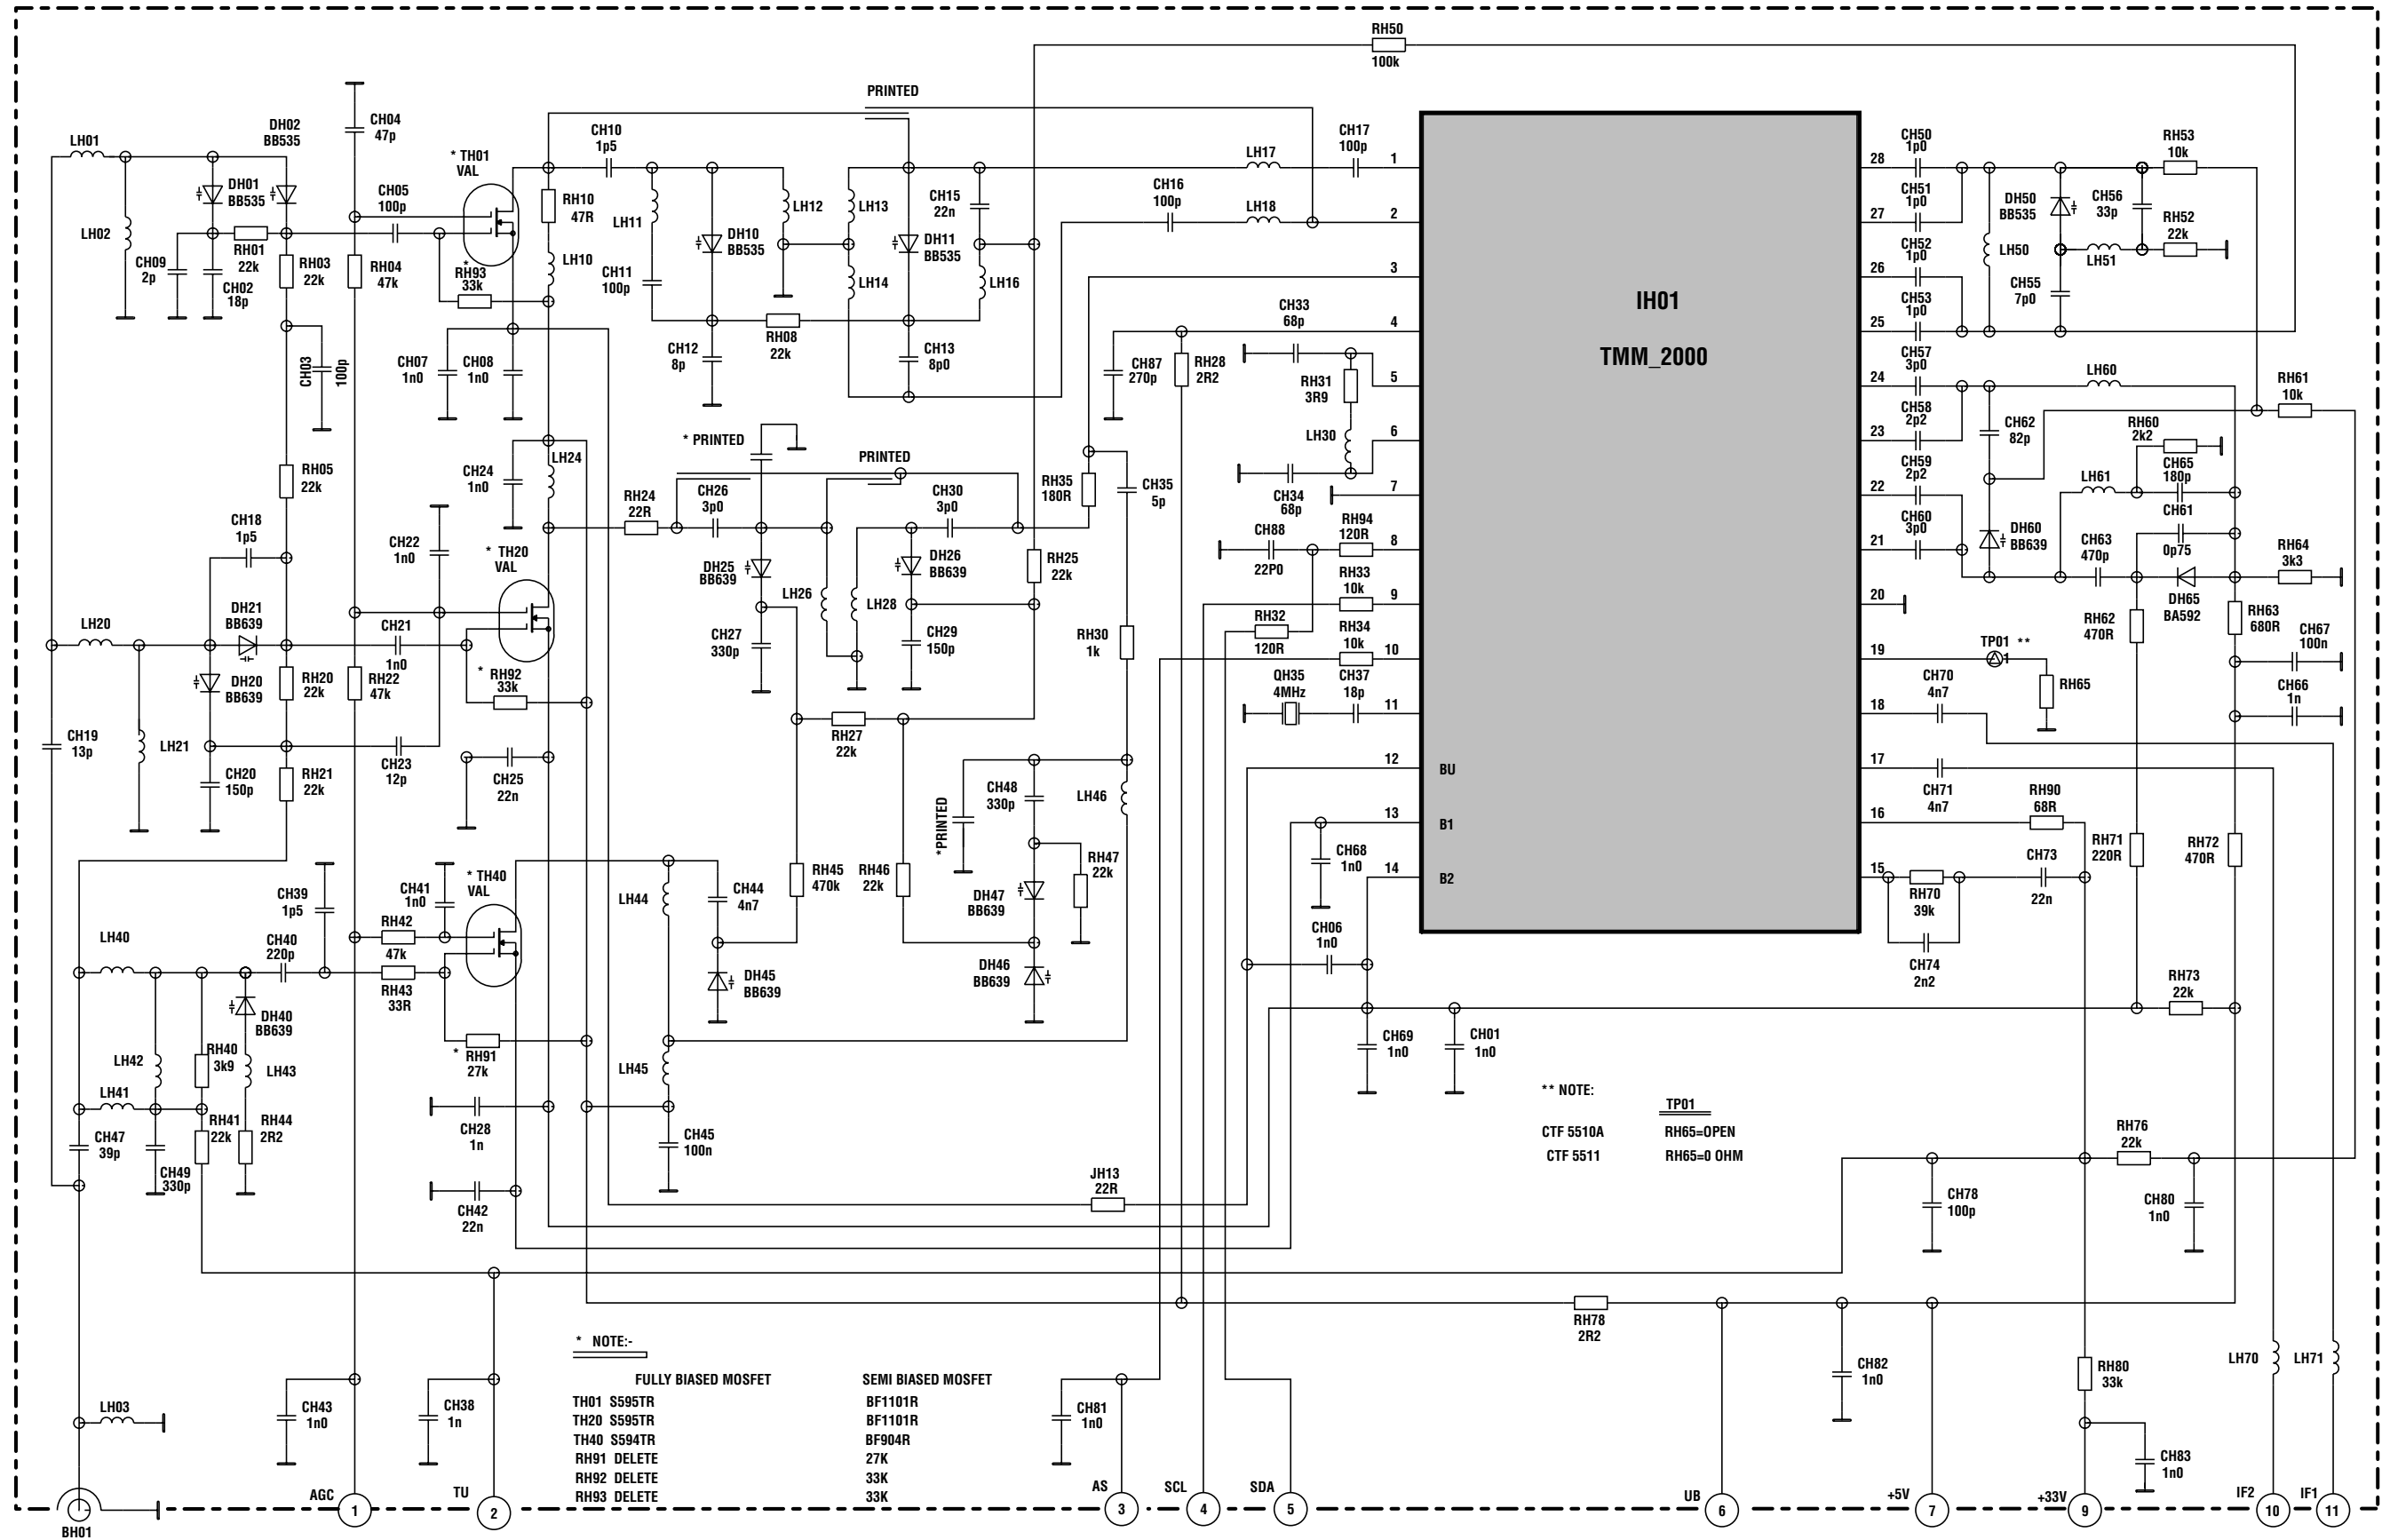 RH50
100k
PRINTED
LH01
DH02
BB535
CH04
47p
* TH01
VAL
CH10
1p5
CH17
100p
LH17
1
28
CH50
1p0
RH53
10k
DH01
BB535
CH05
100p
RH10
47R
LH11
LH12
LH13
CH15
22n
CH16
100p
LH18
2
27
CH51
1p0
DH50
BB535
CH56
33p
RH52
22k
LH02
CH09
2p
RH01
22k
CH02
18p
RH03
22k
RH04
47k
*
RH93
33k
LH10
CH11
100p
DH10
BB535
DH11
BB535
LH14
LH16
3
26
CH52
1p0
LH50
LH51
CH55
7p0
IH01
TMM_2000
CH03
100p
CH07
1n0
CH08
1n0
CH12
8p
RH08
22k
CH13
8p0
CH33
68p
4
25
CH53
1p0
CH87
270p
RH28
2R2
RH31
3R9
5
24
CH57
3p0
LH60
RH61
10k
LH30
6
23
CH58
2p2
CH62
82p
RH60
2k2
* PRINTED
PRINTED
RH05
22k
CH24
1n0
LH24
RH24
22R
CH26
3p0
CH30
3p0
RH35
180R
CH35
5p
CH34
68p
7
22
CH59
2p2
LH61
CH65
180p
CH18
1p5
CH22
1n0
* TH20
VAL
DH25
BB639
DH26
BB639
RH25
22k
CH88
22P0
RH94
120R
8
21
CH60
3p0
DH60
BB639
CH63
470p
CH61
0p75
RH64
3k3
LH20
DH21
BB639
CH21
1n0
CH27
330p
LH26
LH28
CH29
150p
RH30
1k
RH32
120R
RH33
10k
9
20
RH62
470R
DH65
BA592
RH63
680R
CH67
100n
DH20
BB639
RH20
22k
RH22
47k
* RH92
33k
RH34
10k
10
19
TP01 **
1
RH65
CH66
1n
CH19
13p
LH21
CH20
150p
RH21
22k
CH23
12p
CH25
22n
RH27
22k
QH35
4MHz
CH37
18p
11
18
CH70
4n7
12
BU
17
CH71
4n7
CH48
330p
LH46
*PRINTED
13
B1
16
RH90
68R
CH68
1n0
RH71
220R
RH72
470R
14
B2
15
RH70
39k
CH73
22n
CH74
2n2
CH39
1p5
CH41
1n0
* TH40
VAL
LH44
CH44
4n7
RH45
470k
RH46
22k
DH47
BB639
RH47
22k
LH40
CH40
220p
RH42
47k
RH43
33R
DH45
BB639
DH46
BB639
CH06
1n0
RH73
22k
DH40
BB639
LH42
RH40
3k9
LH43
* RH91
27k
LH45
CH69
1n0
CH01
1n0
LH41
CH47
39p
CH49
330p
RH41
22k
RH44
2R2
CH28
1n
CH45
100n
CH42
22n
JH13
22R
** NOTE:
TP01
CTF 5510A RH65=OPEN
CTF 5511 RH65=0 OHM
RH76
22k
CH78
100p
CH80
1n0
RH78
2R2
CH82
1n0
RH80
33k
LH70
LH71
LH03
CH43
1n0
CH38
1n
* NOTE:-
FULLY BIASED MOSFET SEMI BIASED MOSFET
TH01 S595TR BF1101R
TH20 S595TR BF1101R
TH40 S594TR BF904R
RH91 DELETE 27K
RH92 DELETE 33K
RH93 DELETE 33K
CH81
1n0
CH83
1n0
BH01
AGC
1
TU
2
AS
3
SCL
4
SDA
5
UB
6
+5V
7
+33V
9
IF2
10
IF1
11